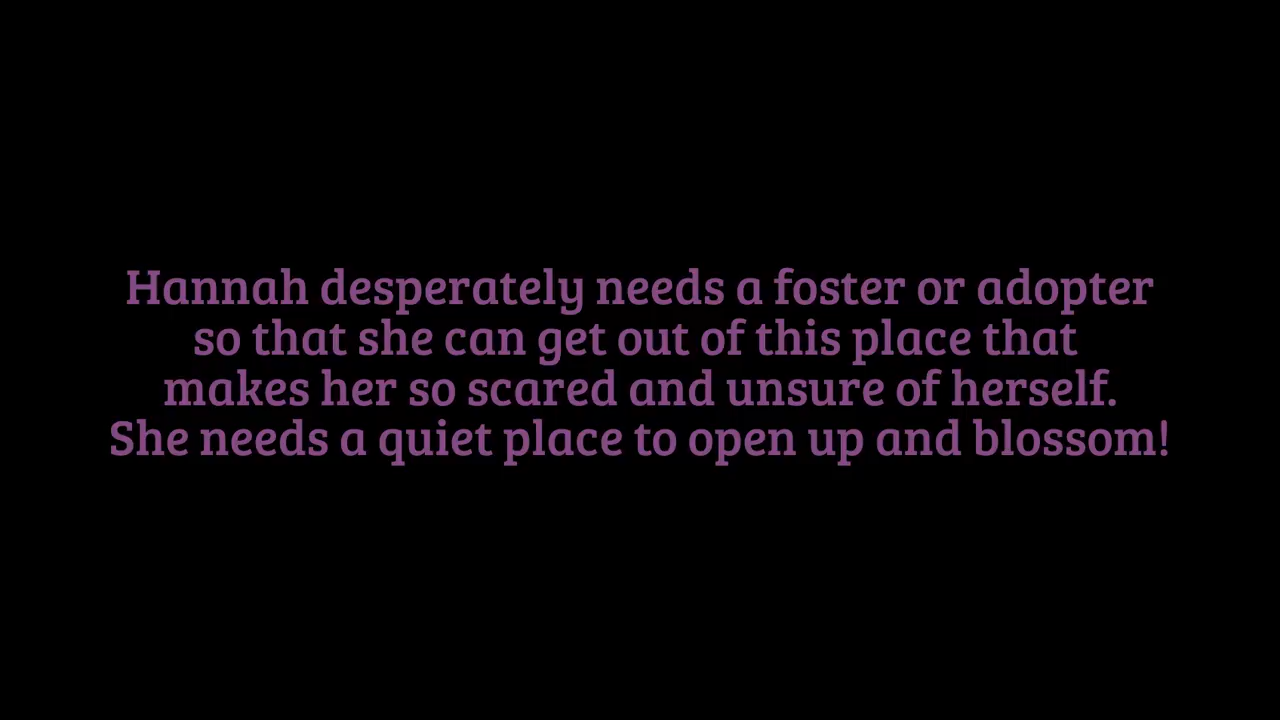 Hannah desperately needs a foster or adopter
so that she can get out of this place that
makes her so scared and unsure of herself.
She needs a quiet place to open up and blossom!